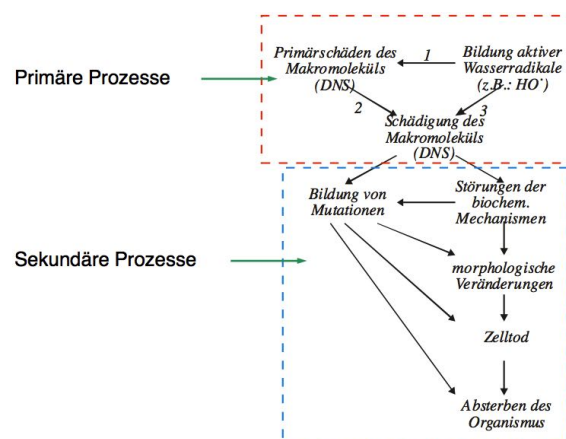 Primäre Prozesse
Primärschäden des
Makromoleküls
(DNS)
1
Bildung aktiver
Wasserradikale
(z.B.: HO˙)
2
3
Schädigung des
Makromoleküls
(DNS)
Sekundäre Prozesse
Bildung von
Mutationen
Störungen der
biochem.
Mechanismen
morphologische
Veränderungen
Zelltod
Absterben des
Organismus